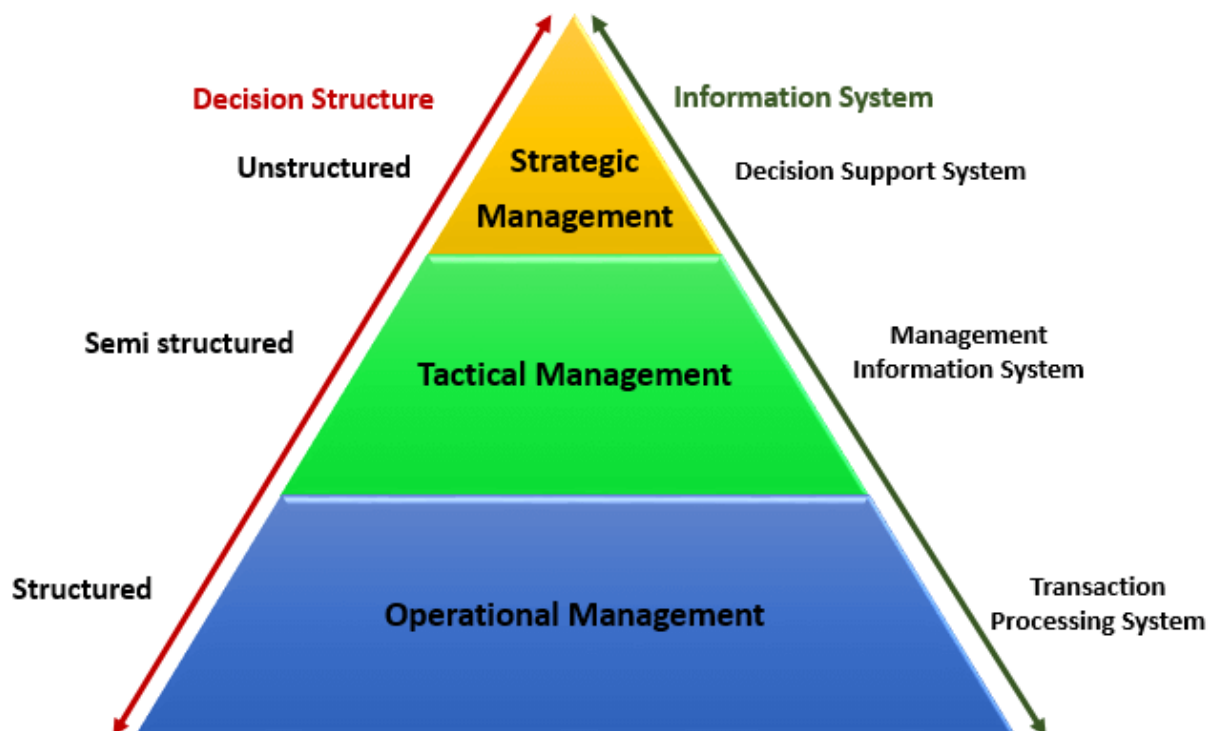 Decision Structure
Information System
Unstructured
Strategic
Management
Decision Support System
Semi structured
Tactical Management
Management
Information System
Structured
Operational Management
Transaction
Processing System